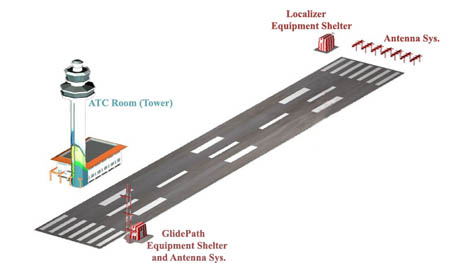 Localizer
Equipment Shelter
Antenna Sys.
ATC Room (Tower)
GlidePath
Equipment Shelter
and Antenna Sys.